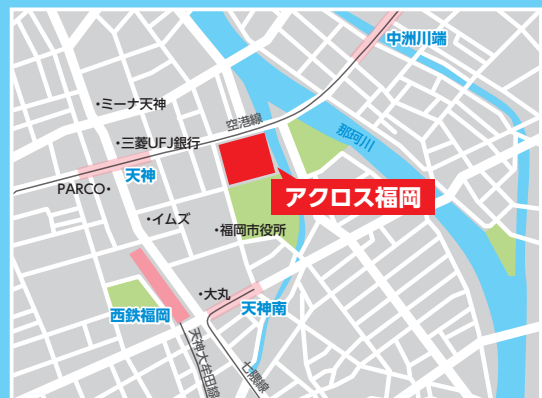 中洲川端
・ミーナ天神
空港線
那珂川
・三菱UFJ銀行
天神
PARCO・
アクロス福岡
・イムズ
・福岡市役所
・大丸
天神南
西鉄福岡
天神大牟田線
七隈線